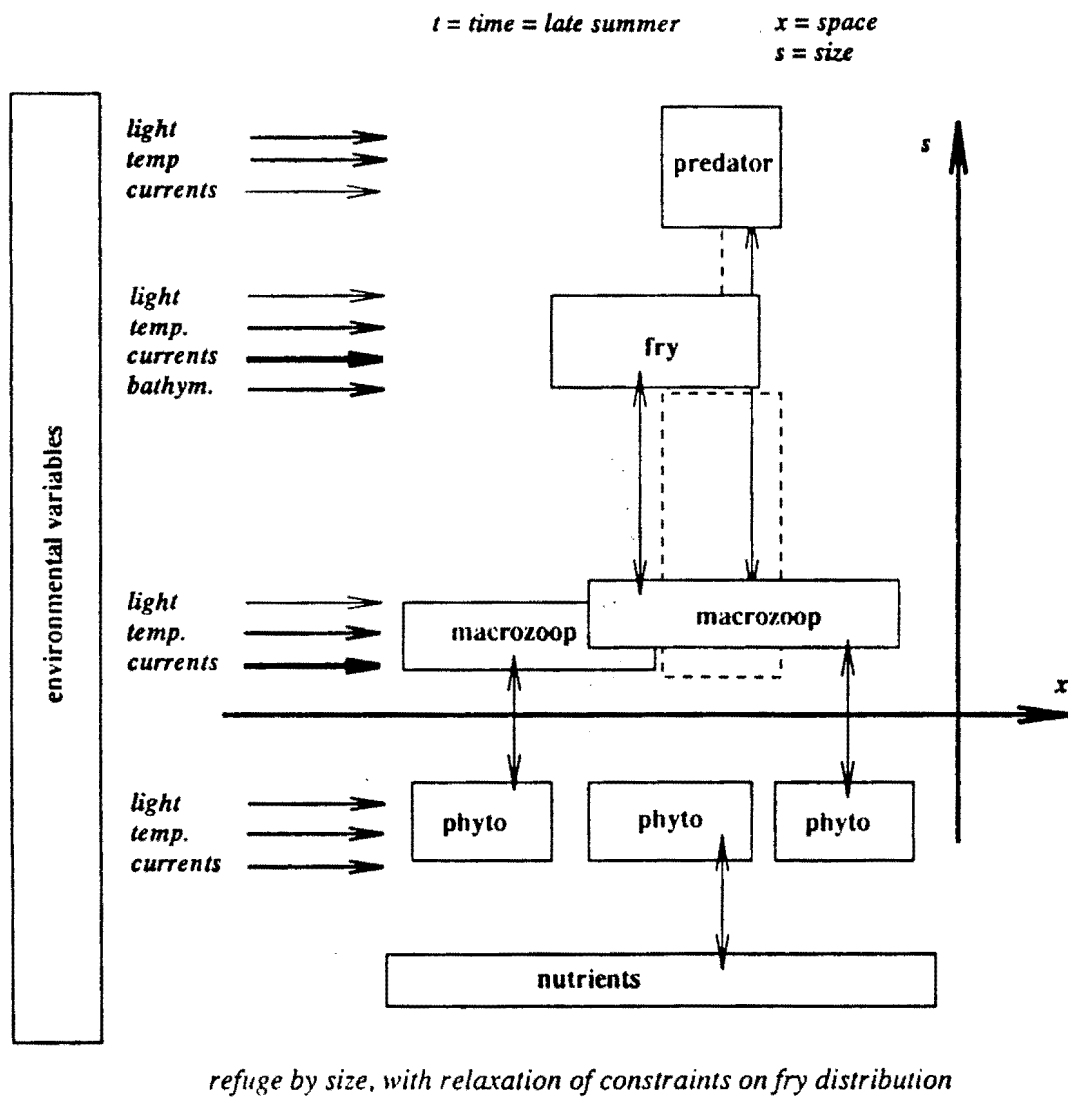 t = time = late summer
x = space
s = size
light
temp
currents
predator
s
light
temp.
currents
bathym.
fry
environmental variables
light
temp.
currents
macrozoop
macrozoop
x
light
temp.
currents
phyto
phyto
phyto
nutrients
refuge by size, with relaxation of constraints on fry distribution